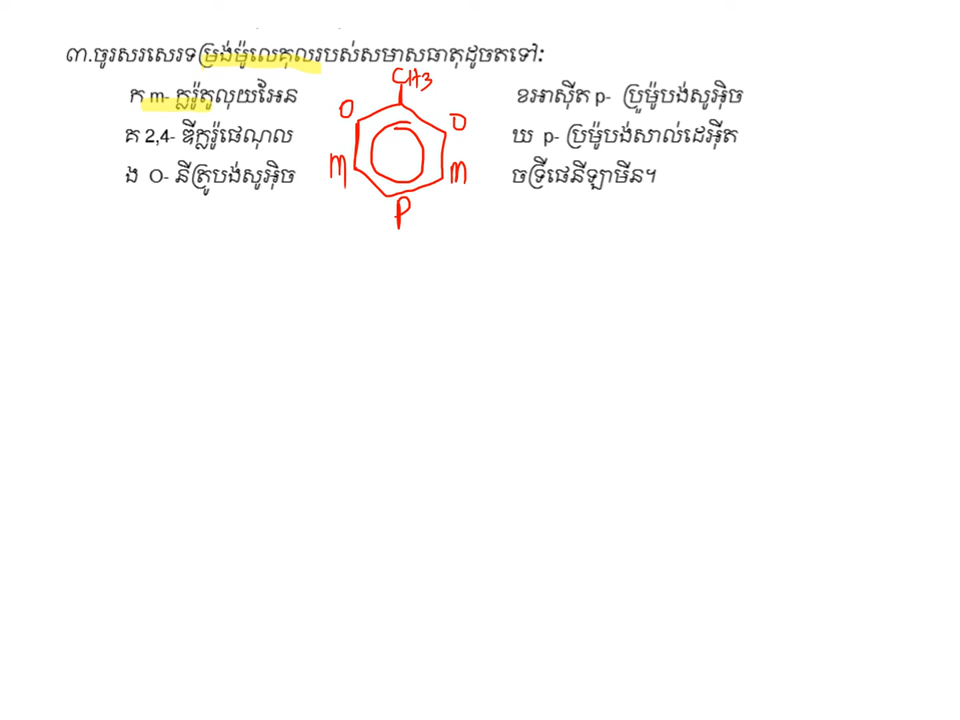 ៣.ចូរសរសេរទម្រង់ម៉ូលេគុលរបស់សមាសធាតុដូចតទៅៈ
ក m- ក្លរ៉ូតូលុយអែន
ខអាស៊ីត p- ប្រូម៉ូបង់សូអ៊ិច
គ 2,4- ឌីក្លរ៉ូផេណុល
ឃ p- ប្រម៉ូបង់សាល់ដេអ៊ីត
ង O- នីត្រូបង់សូអ៊ិច
ចទ្រីផេនីឡាមីន។
CH3
O
O
m
m
P